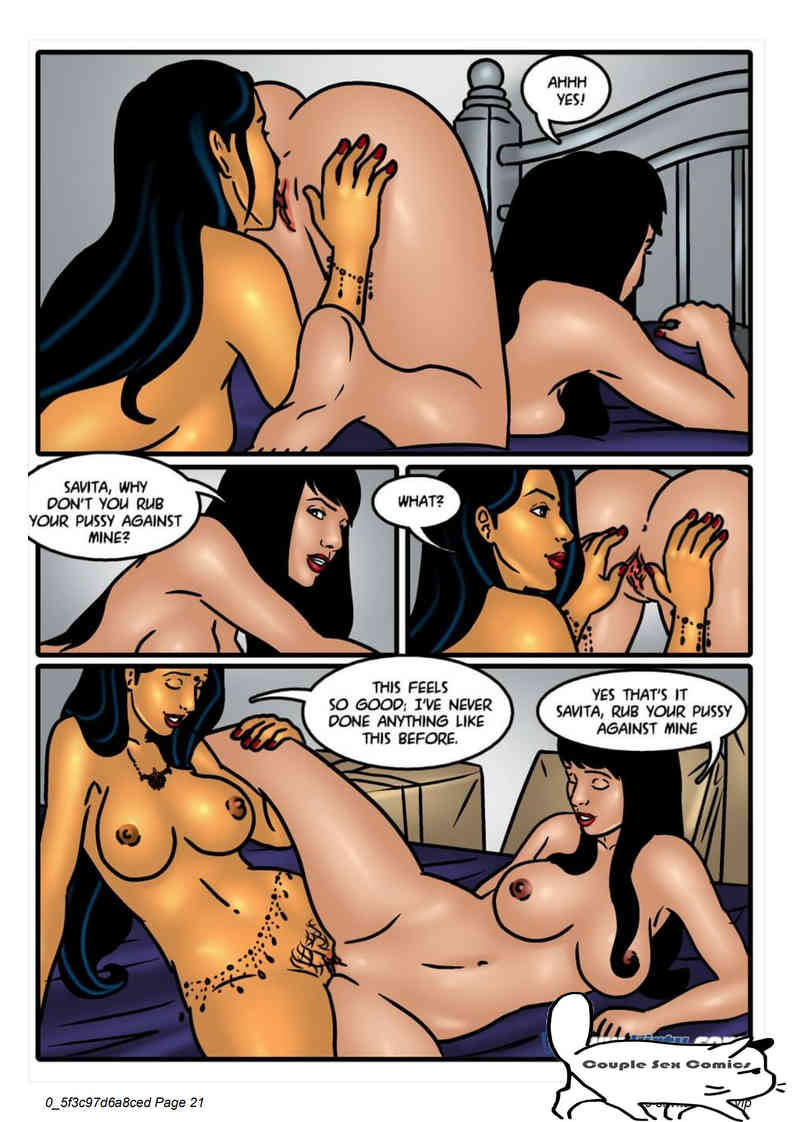 AHHH
YES!
SAVITA, WHY
DON'T YOU RUB
YOUR PUSSY AGAINST
MINE?
WHAT?
THIS FEELS
SO GOOD; I'VE NEVER
DONE ANYTHING LIKE
THIS BEFORE.
YES THAT'S IT
SAVITA, RUB YOUR PUSSY
AGAINST MINE
Couple Sex Comics
0_5f3c97d6a8ced Page 21